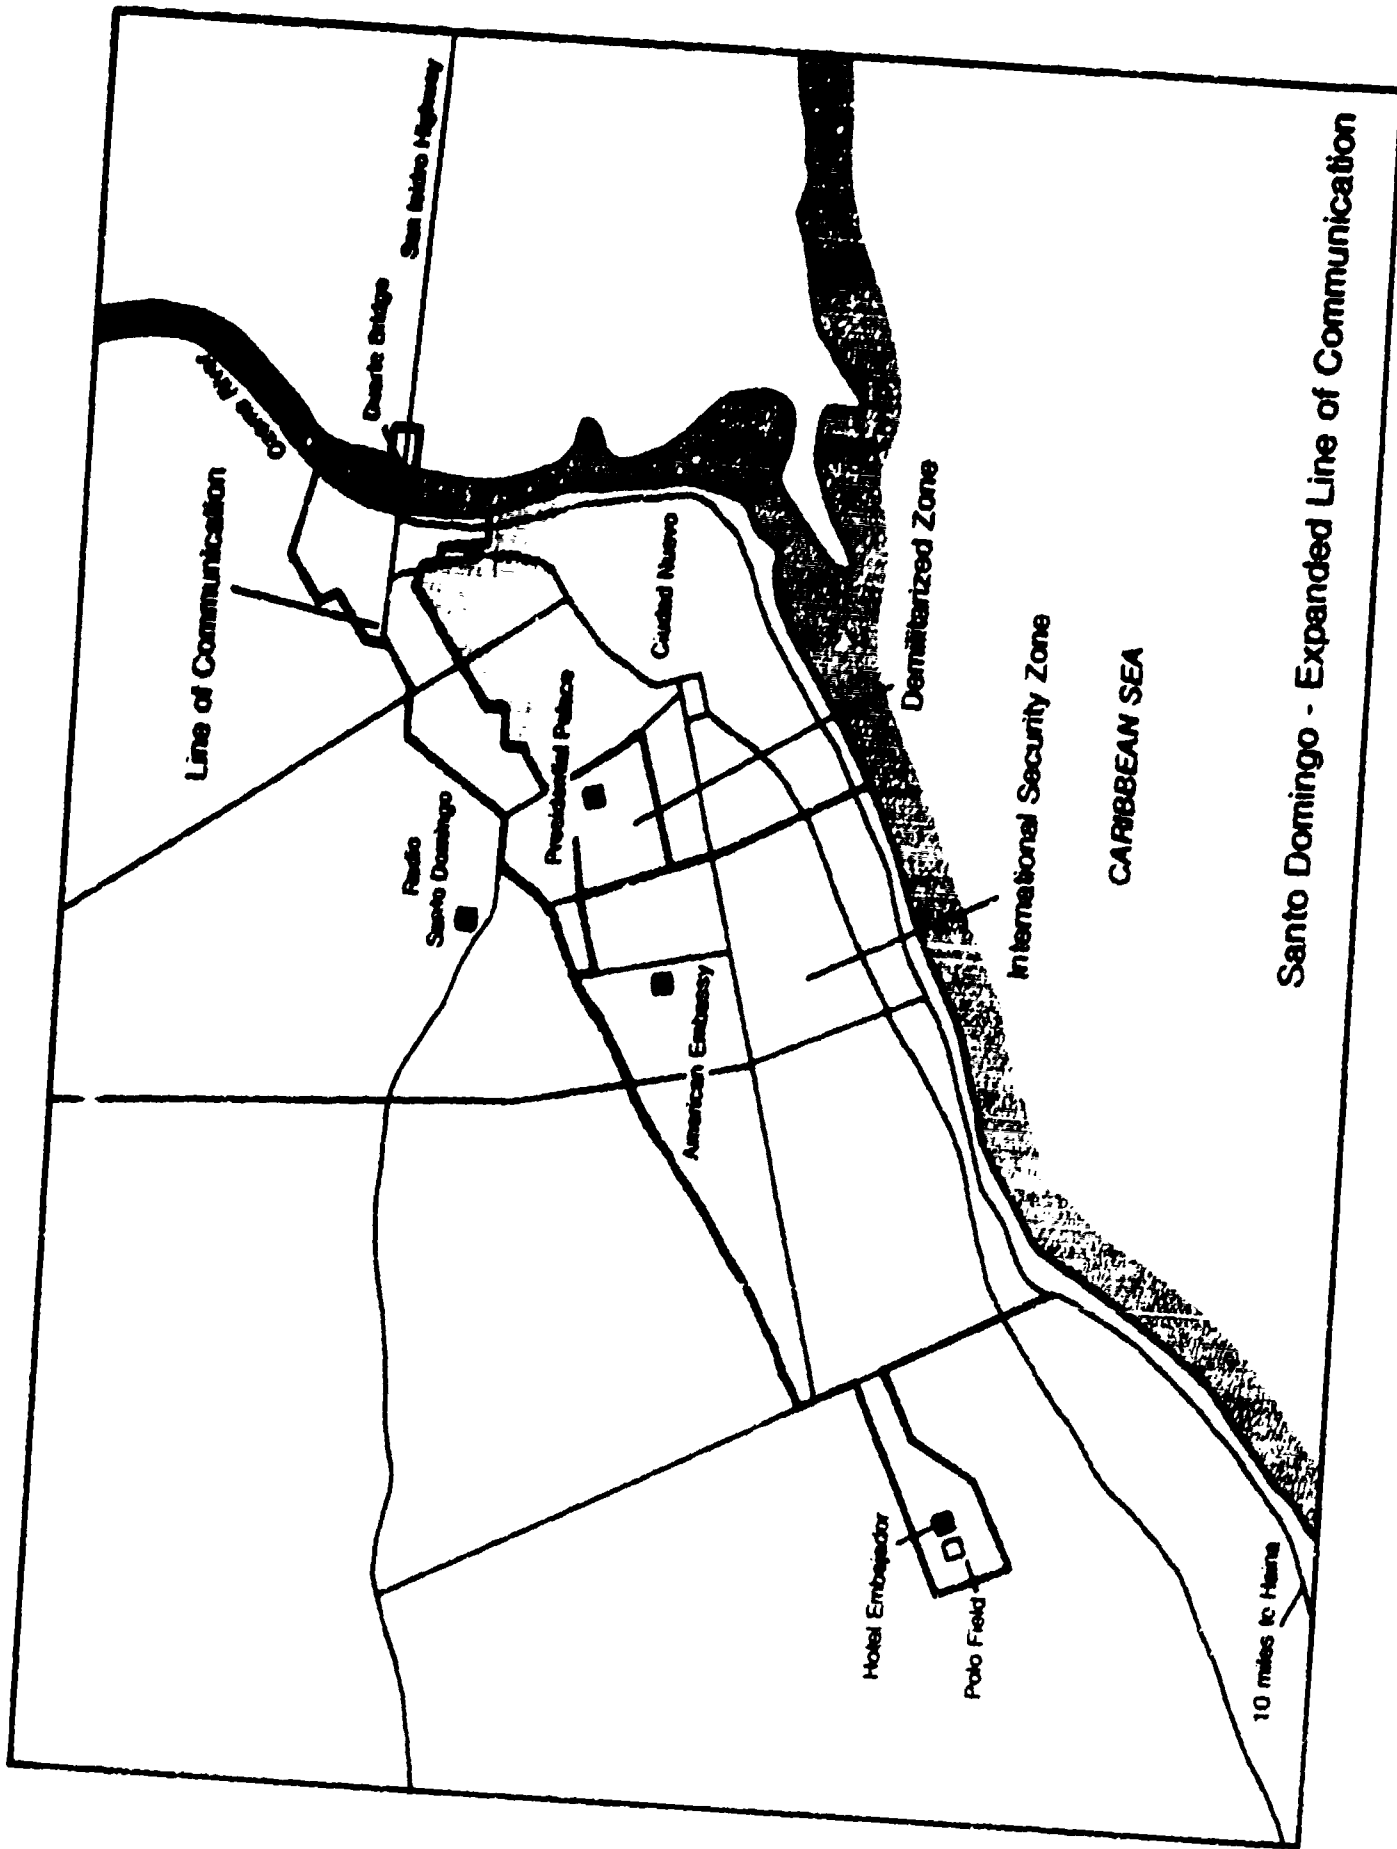 San Isidro Highway
Duarte Bridge
Ozama River
Line of Communication
Ciudad Nuevo
Presidential Palace
Radio
Santo Domingo
American Embassy
Demilitarized Zone
International Security Zone
CARIBBEAN SEA
Hotel Embajador
Polo Field
10 miles to Haina
Santo Domingo - Expanded Line of Communication